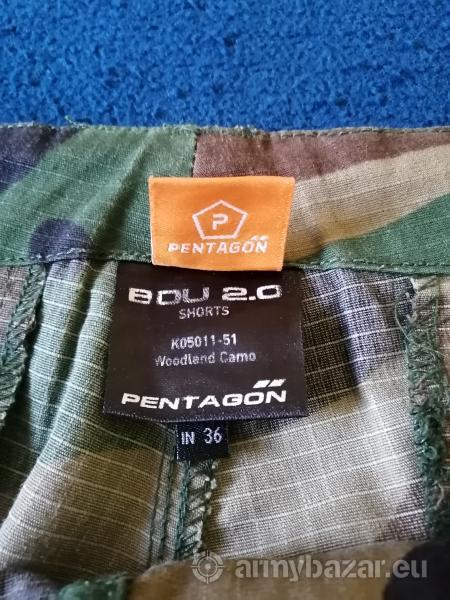 P
PENTAGON
BDU 2.0
SHORTS
K05011-51
Woodland Camo
PENTAGON
IN 36
armybazar.eu